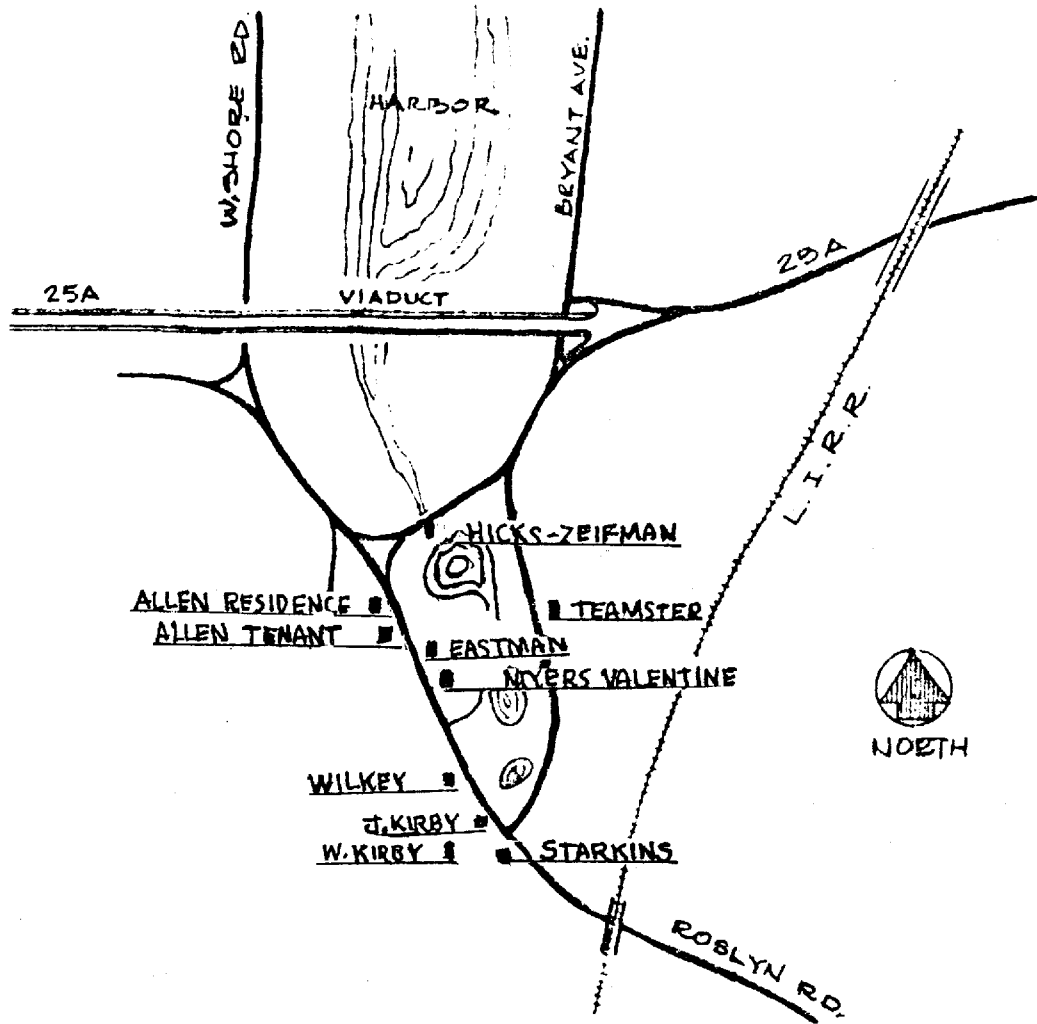 W. SHORE RD
HARBOR
BRYANT AVE.
25A
VIADUCT
25A
L. I. R. R.
HICKS-ZEIFMAN
ALLEN RESIDENCE
TEAMSTER
ALLEN TENANT
EASTMAN
MYERS VALENTINE
NORTH
WILKEY
J. KIRBY
W. KIRBY
STARKINS
ROSLYN RD.